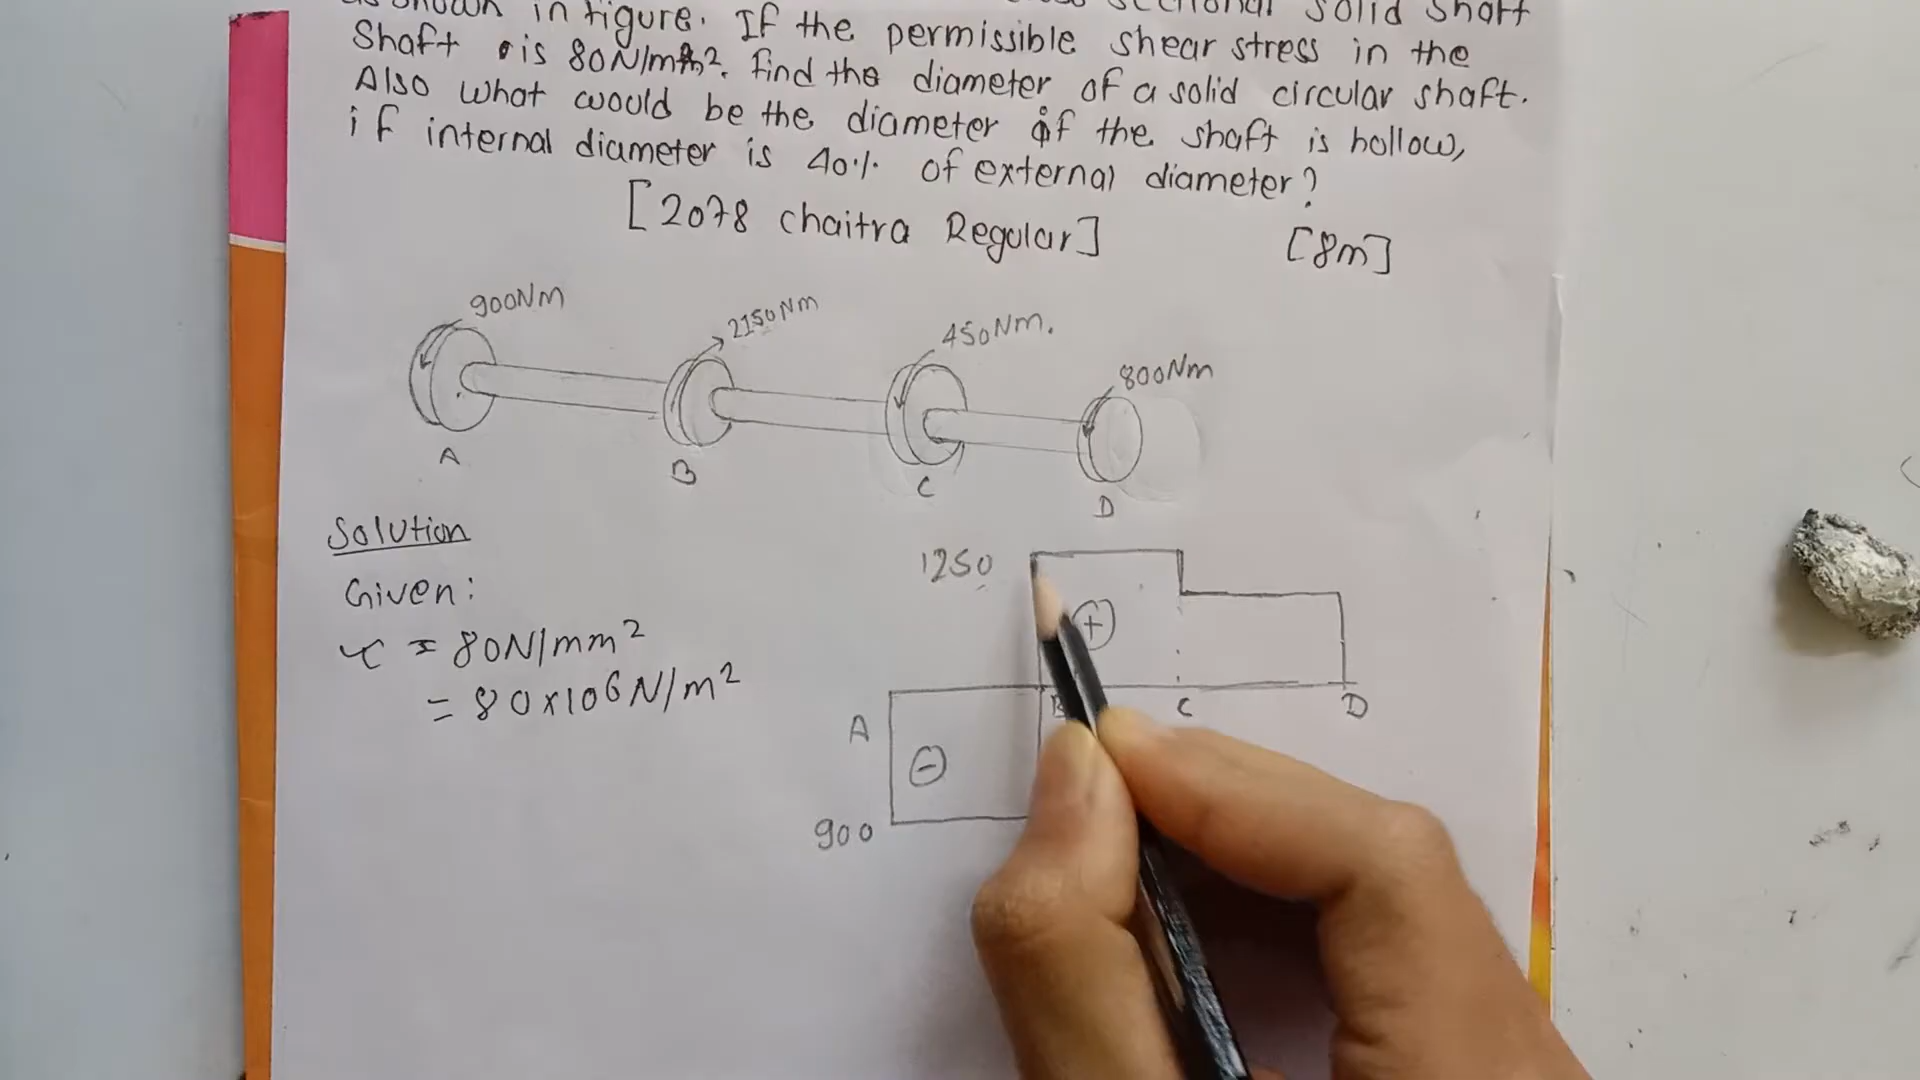 in figure. If the permissible shear stress in the
Shaft is 80N/mm². find the diameter of a solid circular shaft.
Also what would be the diameter if the shaft is hollow,
if internal diameter is 40% of external diameter?
[2078 chaitra Regular] [8m]
900NM
2150NM
450NM.
800NM
A
B
C
D
Solution
Given:
τ = 80N/mm²
= 80×106N/m²
1250
+
A
B
C
D
-
900